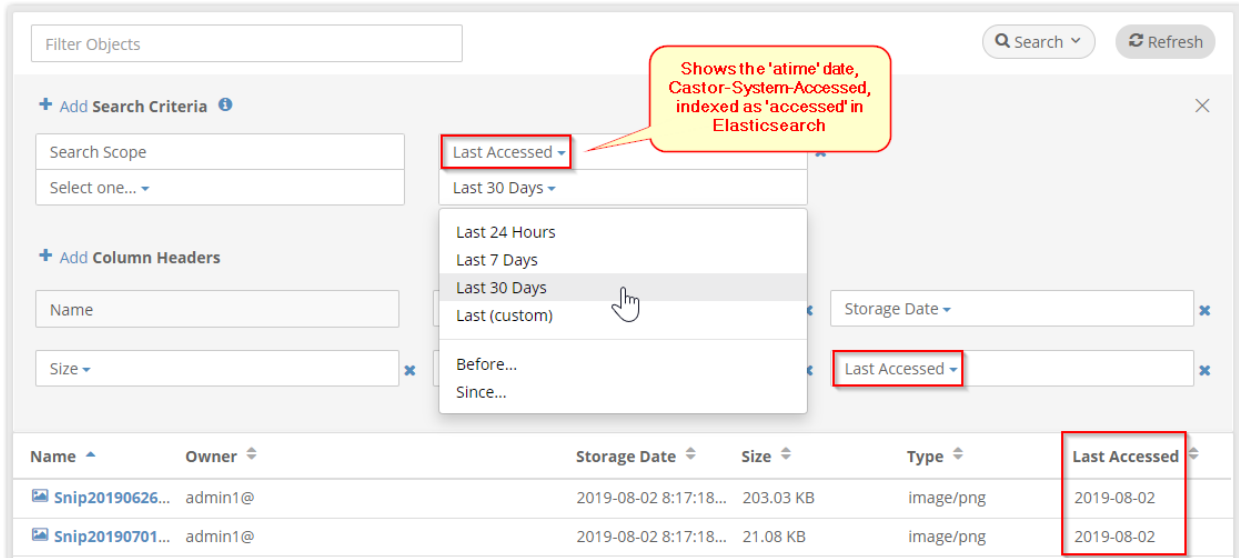 Filter Objects
Search
Refresh
Shows the 'atime' date,
Castor-System-Accessed,
indexed as 'accessed' in
Elasticsearch
Add Search Criteria
Search Scope
Select one...
Last Accessed
Last 30 Days
Last 24 Hours
Last 7 Days
Last 30 Days
Last (custom)
Before...
Since...
Add Column Headers
Name
Storage Date
Size
Last Accessed
Name Owner Storage Date Size Type Last Accessed
Snip20190626... admin1@ 2019-08-02 8:17:18... 203.03 KB image/png 2019-08-02
Snip20190701... admin1@ 2019-08-02 8:17:18... 21.08 KB image/png 2019-08-02